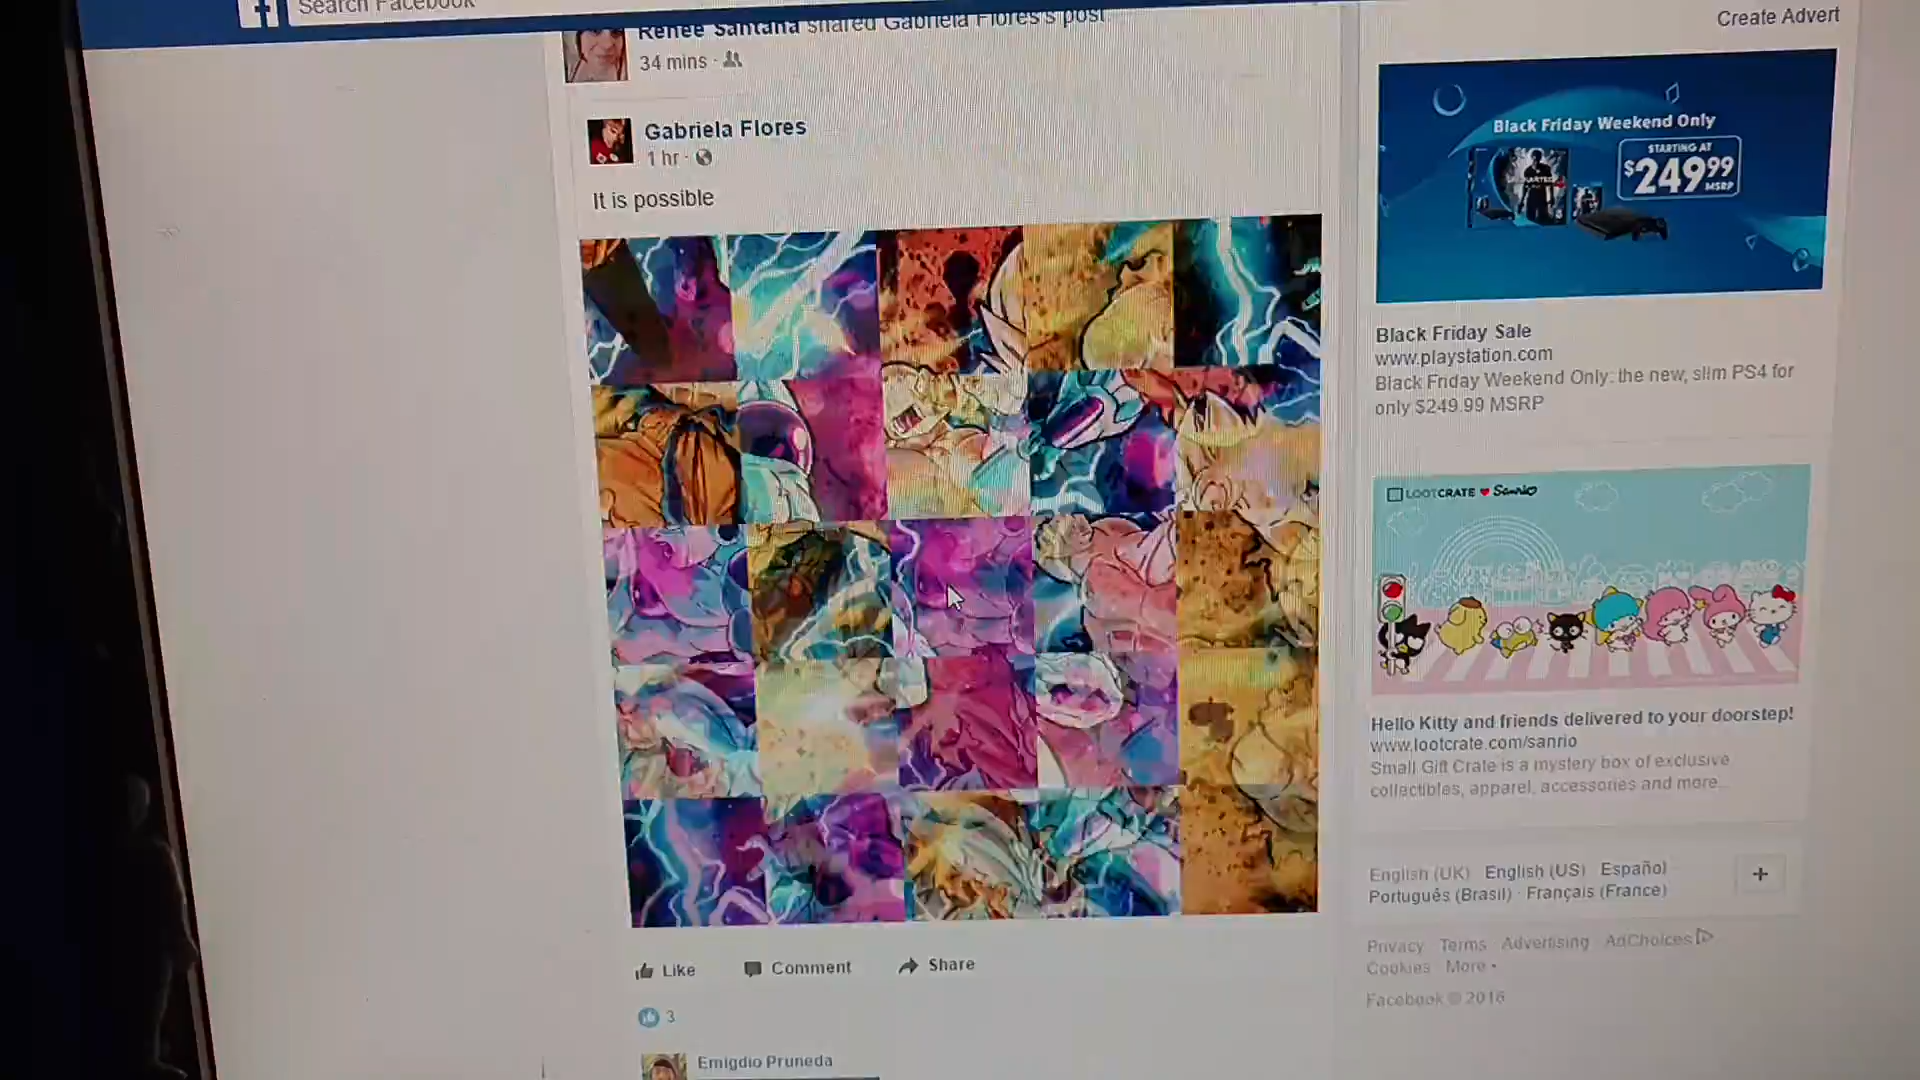 Search Facebook
Create Advert
Renee Santana shared Gabriela Flores's post
34 mins ·
Gabriela Flores
1 hr ·
It is possible
Black Friday Weekend Only
STARTING AT
$249.99
MSRP
Black Friday Sale
www.playstation.com
Black Friday Weekend Only: the new, slim PS4 for
only $249.99 MSRP
LOOTCRATE ♥ Sanrio
Hello Kitty and friends delivered to your doorstep!
www.lootcrate.com/sanrio
Small Gift Crate is a mystery box of exclusive
collectibles, apparel, accessories and more...
English (UK) · English (US) · Español ·
Português (Brasil) · Français (France)
+
Privacy · Terms · Advertising · AdChoices
Cookies · More
Facebook © 2016
Like Comment Share
3
Emigdio Pruneda